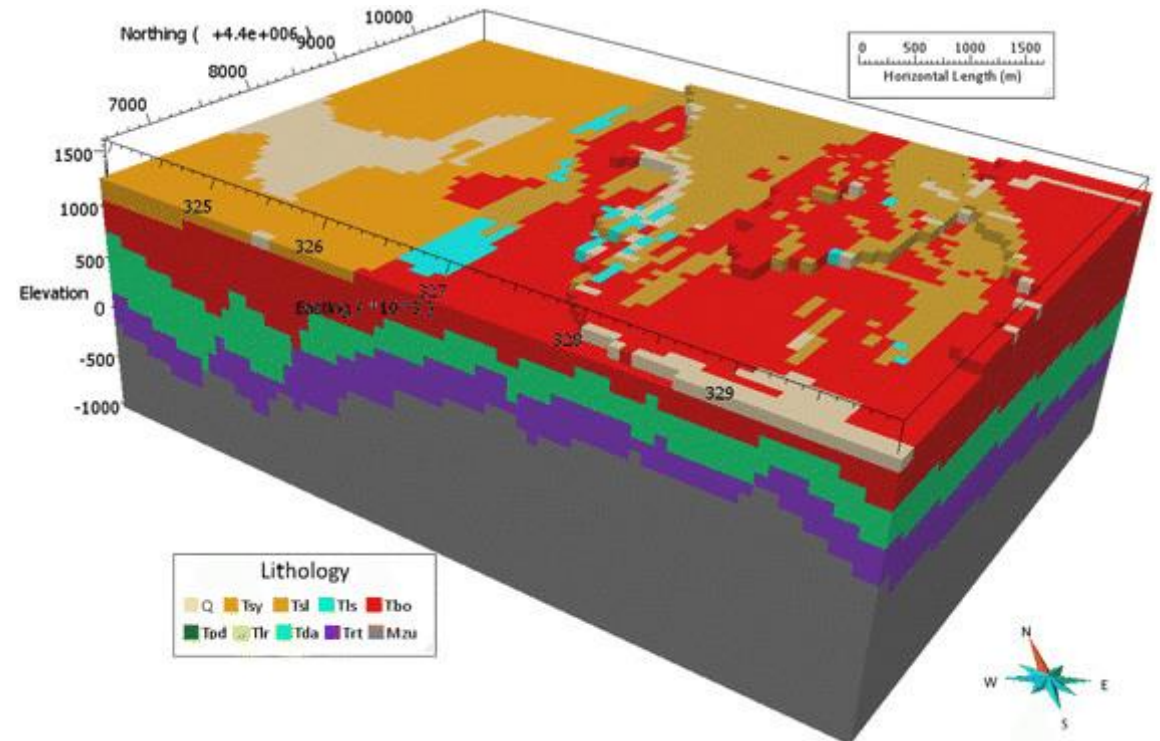 Northing ( +4.4e+006 )
10000
9000
8000
7000
0 500 1000 1500
Horizontal Length (m)
1500
1000
500
Elevation
0
-500
-1000
325
326
327
328
329
Lithology
Q Tsy Tsl Tls Tbo
Tpd Tlr Tda Trt Mzu
N
W E
S